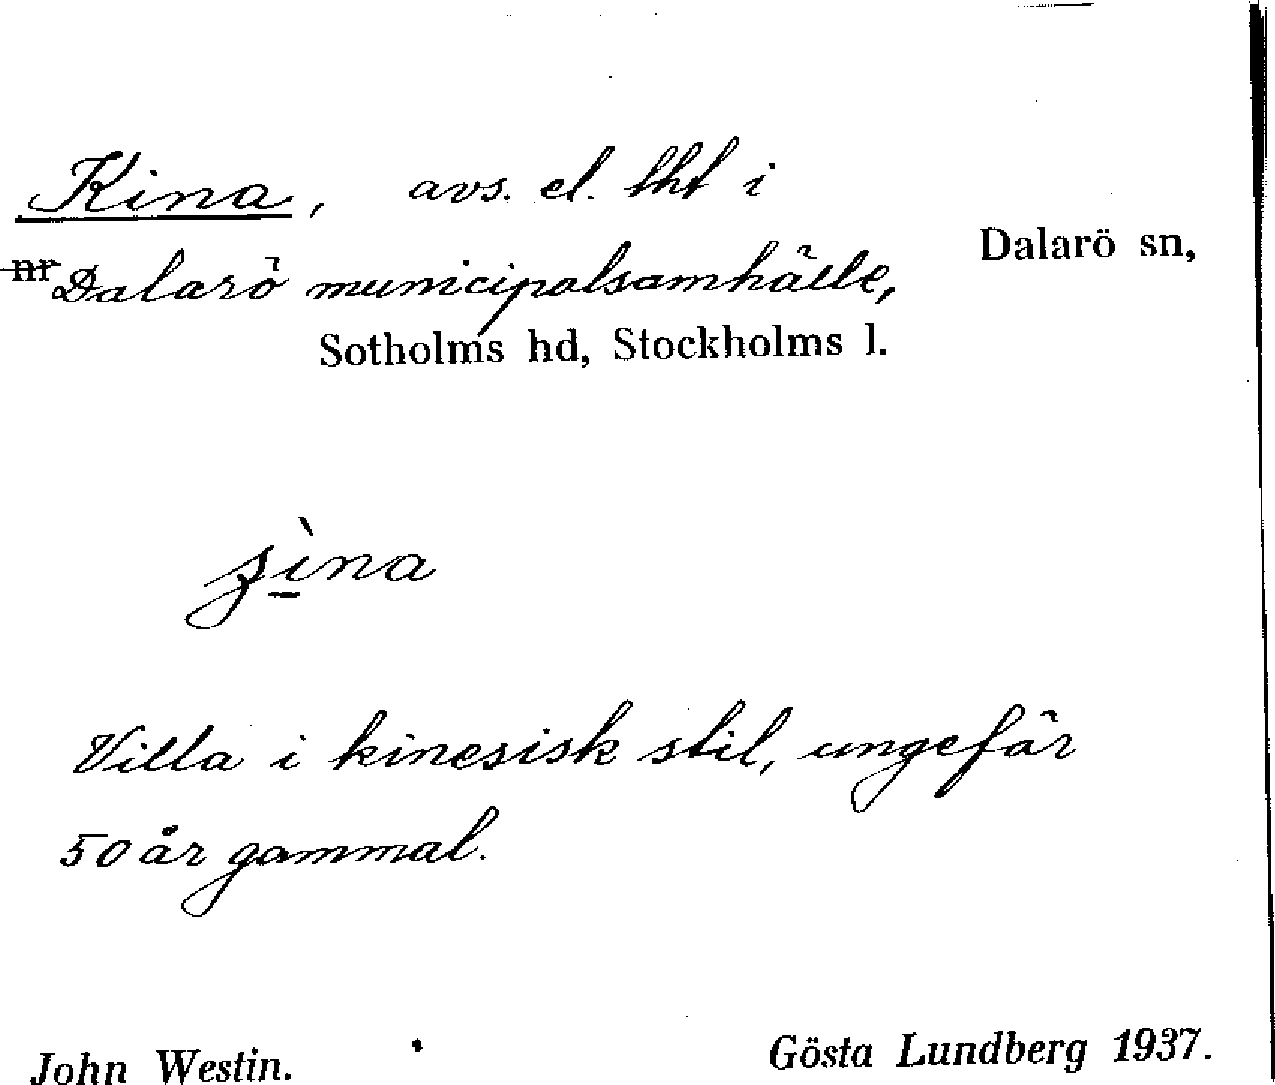 Kina, avs. el. lht i
nr Dalarö municipalsamhälle, Dalarö sn,
Sotholms hd, Stockholms l.
ʒìna
Villa i kinesisk stil, ungefär
50 år gammal.
John Westin. Gösta Lundberg 1937.